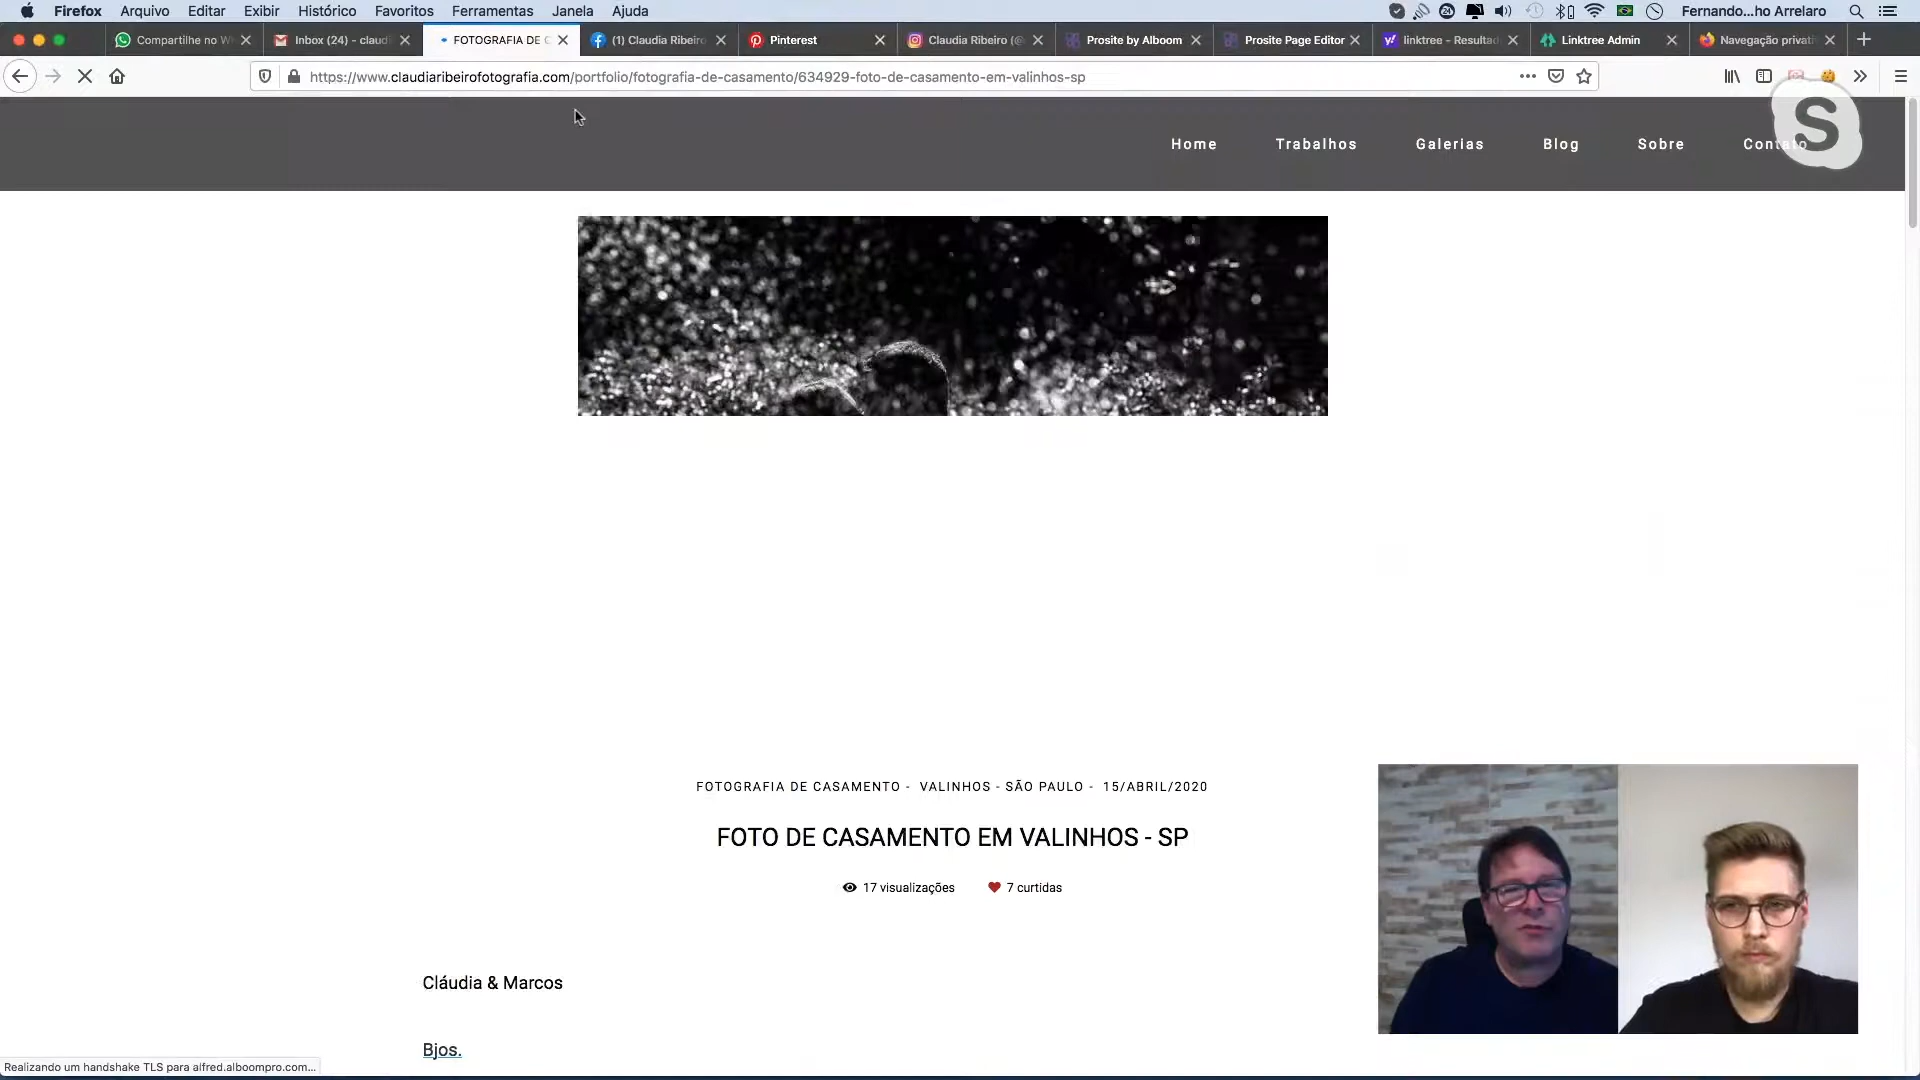 Firefox Arquivo Editar Exibir Histórico Favoritos Ferramentas Janela Ajuda 24 Fernando...ho Arrelaro
Compartilhe no W Inbox (24) - claud FOTOGRAFIA DE C (1) Claudia Ribeiro Pinterest Claudia Ribeiro (@ Prosite by Alboom Prosite Page Editor linktree - Resultad Linktree Admin Navegação privati
https://www.claudiaribeirofotografia.com/portfolio/fotografia-de-casamento/634929-foto-de-casamento-em-valinhos-sp
Home Trabalhos Galerias Blog Sobre Contato
S
FOTOGRAFIA DE CASAMENTO - VALINHOS - SÃO PAULO - 15/ABRIL/2020
FOTO DE CASAMENTO EM VALINHOS - SP
17 visualizações 7 curtidas
Cláudia & Marcos
Bjos.
Realizando um handshake TLS para alfred.alboompro.com...